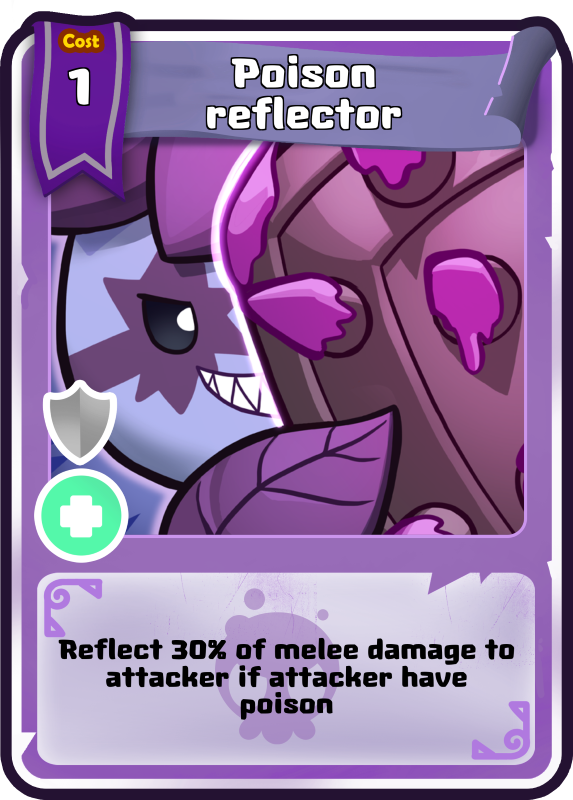 Cost
1
Poison
reflector
Reflect 30% of melee damage to
attacker if attacker have
poison